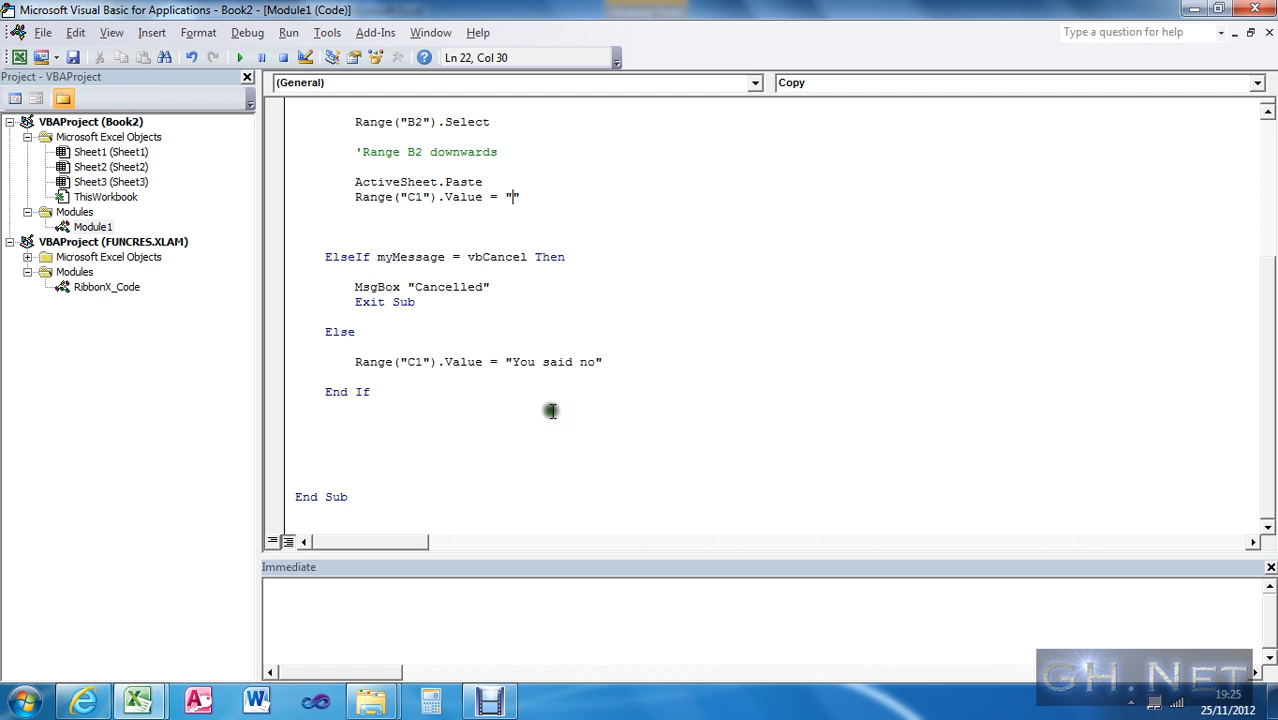 Microsoft Visual Basic for Applications - Book2 - [Module1 (Code)]
File Edit View Insert Format Debug Run Tools Add-Ins Window Help
Type a question for help
Ln 22, Col 30
Project - VBAProject
(General)
Copy
VBAProject (Book2)
Microsoft Excel Objects
Sheet1 (Sheet1)
Sheet2 (Sheet2)
Sheet3 (Sheet3)
ThisWorkbook
Modules
Module1
VBAProject (FUNCRES.XLAM)
Microsoft Excel Objects
Modules
RibbonX_Code
Range("B2").Select
'Range B2 downwards
ActiveSheet.Paste
Range("C1").Value = ""
ElseIf myMessage = vbCancel Then
MsgBox "Cancelled"
Exit Sub
Else
Range("C1").Value = "You said no"
End If
End Sub
Immediate
GH.NET
19:25
25/11/2012